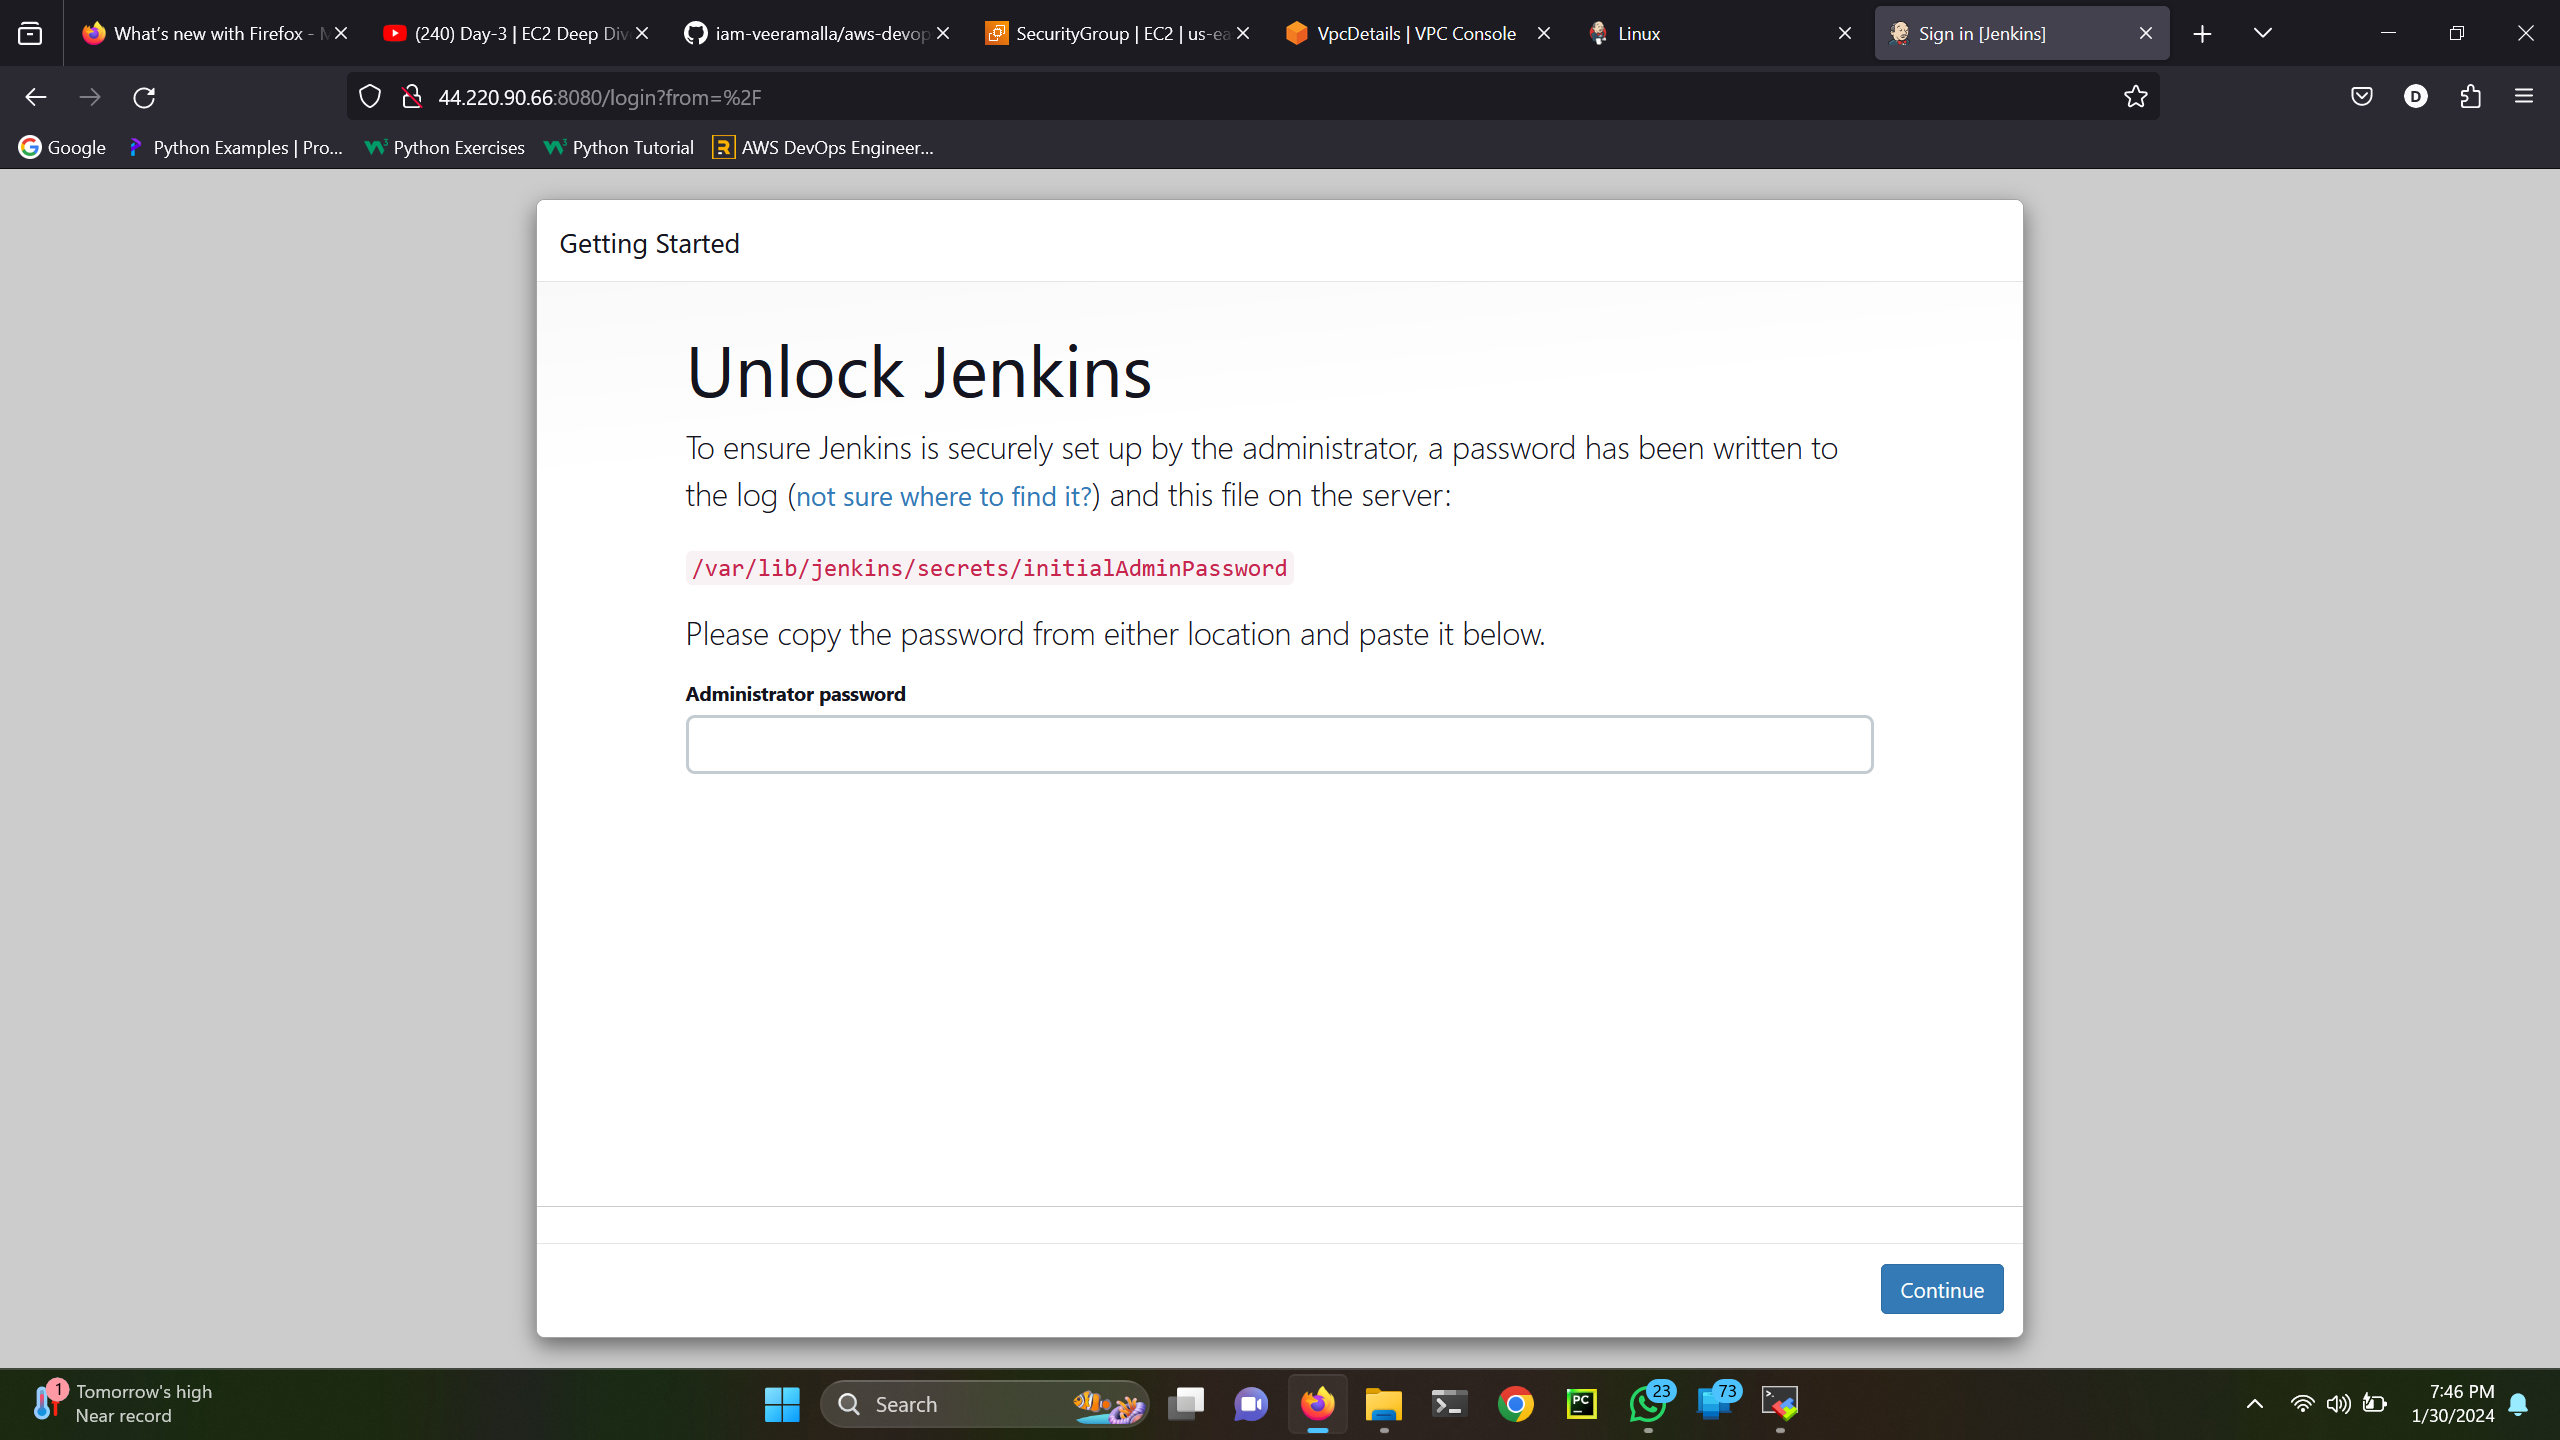 What's new with Firefox - M
(240) Day-3 | EC2 Deep Div
iam-veeramalla/aws-devop
SecurityGroup | EC2 | us-ea
VpcDetails | VPC Console
Linux
Sign in [Jenkins]
44.220.90.66:8080/login?from=%2F
D
Google
Python Examples | Pro...
Python Exercises
Python Tutorial
AWS DevOps Engineer...
Getting Started
Unlock Jenkins
To ensure Jenkins is securely set up by the administrator, a password has been written to
the log (not sure where to find it?) and this file on the server:
/var/lib/jenkins/secrets/initialAdminPassword
Please copy the password from either location and paste it below.
Administrator password
Continue
1
Tomorrow's high
Near record
Search
PC
23
73
7:46 PM
1/30/2024